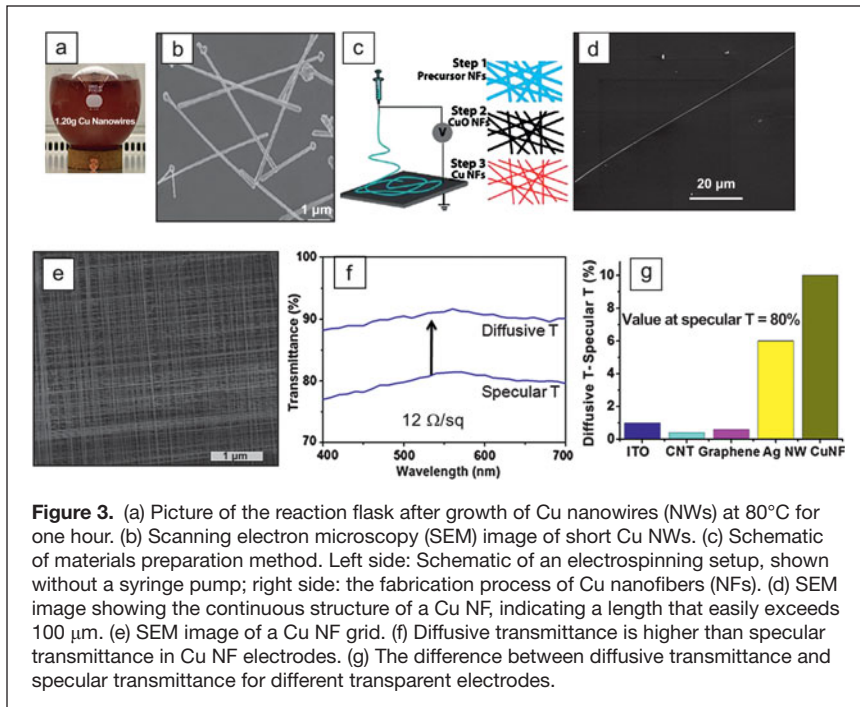 a
1.20g Cu Nanowires
b
1 μm
c
V
Step 1
Precursor NFs
Step 2
CuO NFs
Step 3
Cu NFs
d
20 μm
e
1 μm
f
Transmittance (%)
100
90
80
70
Diffusive T
Specular T
12 Ω/sq
400
500
600
700
Wavelength (nm)
g
Diffusive T-Specular T (%)
10
8
6
4
2
0
Value at specular T = 80%
ITO CNT Graphene Ag NW CuNF
Figure 3. (a) Picture of the reaction flask after growth of Cu nanowires (NWs) at 80°C for
one hour. (b) Scanning electron microscopy (SEM) image of short Cu NWs. (c) Schematic
of materials preparation method. Left side: Schematic of an electrospinning setup, shown
without a syringe pump; right side: the fabrication process of Cu nanofibers (NFs). (d) SEM
image showing the continuous structure of a Cu NF, indicating a length that easily exceeds
100 μm. (e) SEM image of a Cu NF grid. (f) Diffusive transmittance is higher than specular
transmittance in Cu NF electrodes. (g) The difference between diffusive transmittance and
specular transmittance for different transparent electrodes.